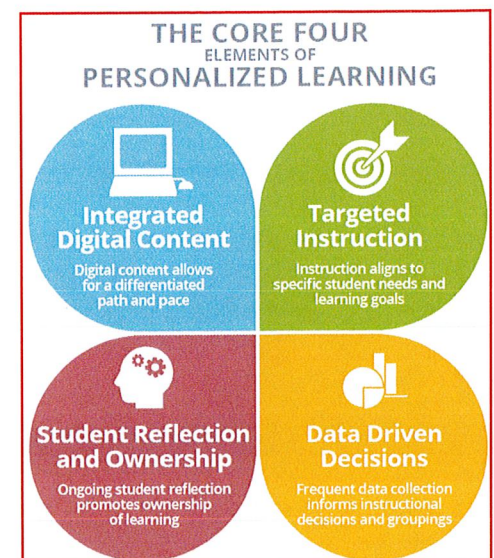 THE CORE FOUR
ELEMENTS OF
PERSONALIZED LEARNING
Integrated
Digital Content
Digital content allows
for a differentiated
path and pace
Targeted
Instruction
Instruction aligns to
specific student needs and
learning goals
Student Reflection
and Ownership
Ongoing student reflection
promotes ownership
of learning
Data Driven
Decisions
Frequent data collection
informs instructional
decisions and groupings